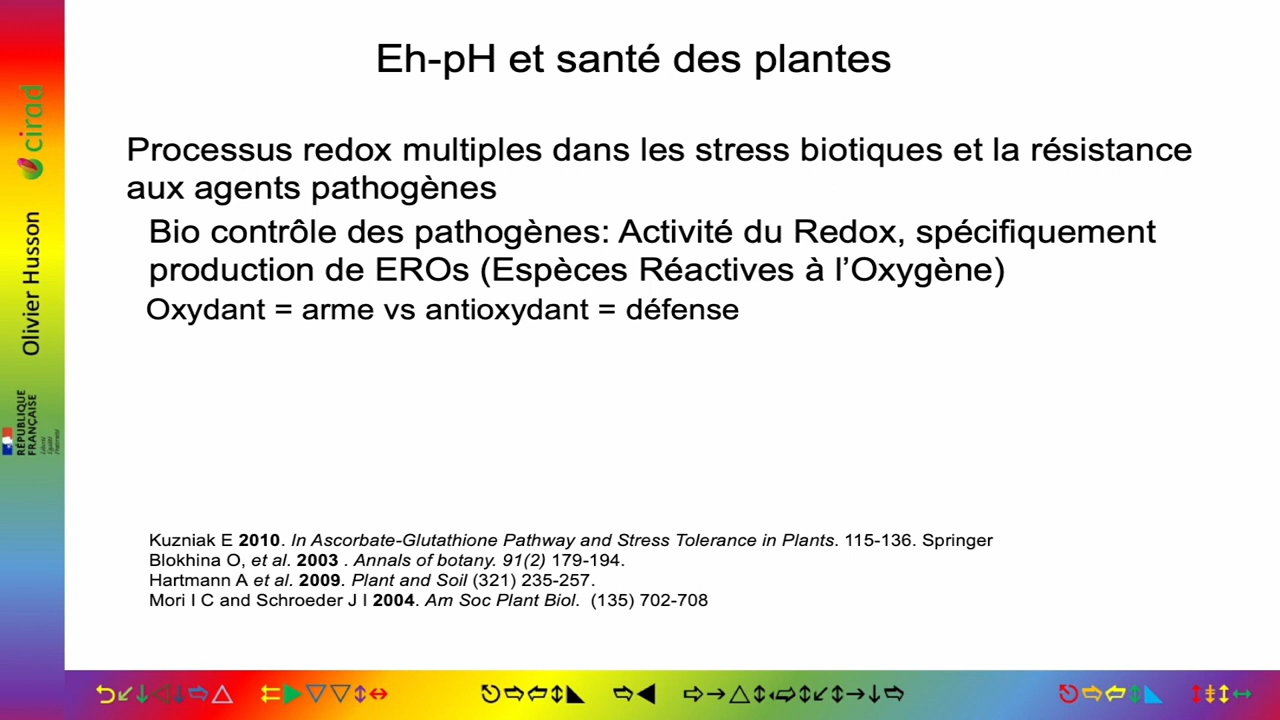 Eh-pH et santé des plantes
Processus redox multiples dans les stress biotiques et la résistance
aux agents pathogènes
Bio contrôle des pathogènes: Activité du Redox, spécifiquement
production de EROs (Espèces Réactives à l’Oxygène)
Oxydant = arme vs antioxydant = défense
Kuzniak E 2010. In Ascorbate-Glutathione Pathway and Stress Tolerance in Plants. 115-136. Springer
Blokhina O, et al. 2003 . Annals of botany. 91(2) 179-194.
Hartmann A et al. 2009. Plant and Soil (321) 235-257.
Mori I C and Schroeder J I 2004. Am Soc Plant Biol. (135) 702-708
cirad
Olivier Husson
RÉPUBLIQUE
FRANÇAISE